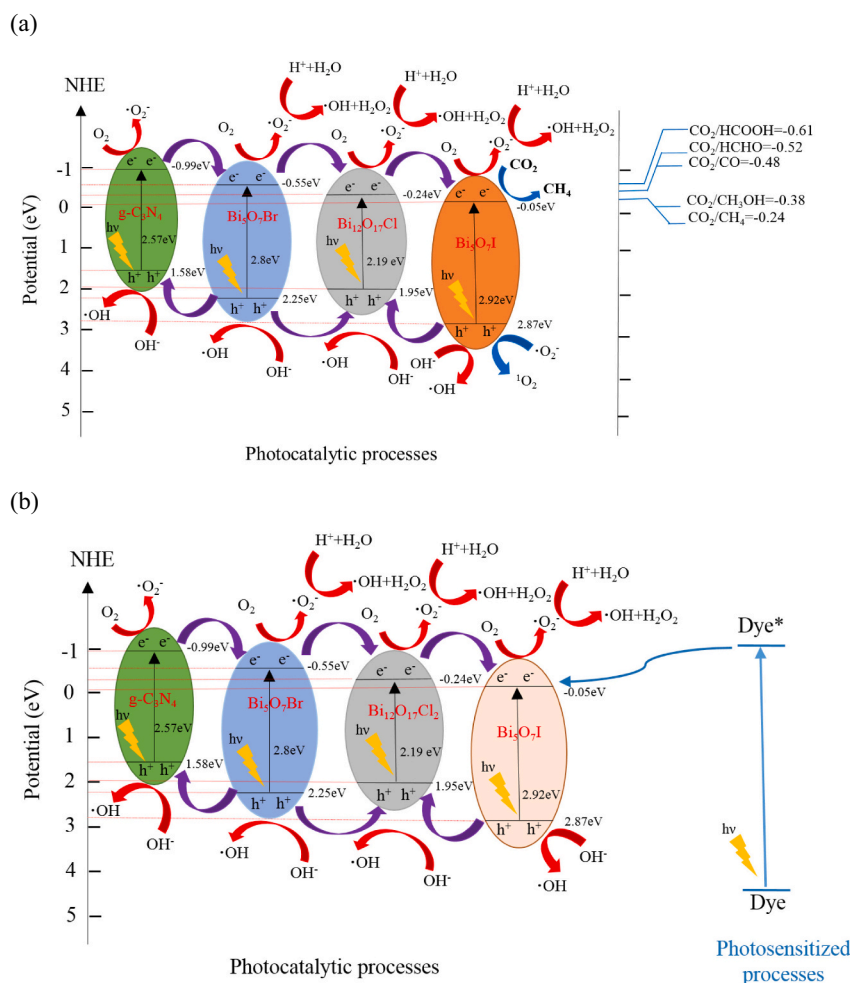 (a)
NHE
H⁺+H₂O
H⁺+H₂O
H⁺+H₂O
·O₂⁻
O₂
O₂
·O₂⁻
·OH+H₂O₂
O₂
·O₂⁻
·OH+H₂O₂
O₂
·O₂⁻
·OH+H₂O₂
CO₂
CH₄
CO₂/HCOOH=-0.61
CO₂/HCHO=-0.52
CO₂/CO=-0.48
CO₂/CH₃OH=-0.38
CO₂/CH₄=-0.24
Potential (eV)
-1
0
1
2
3
4
5
e⁻ e⁻
-0.99eV
e⁻ e⁻
-0.55eV
e⁻ e⁻
-0.24eV
e⁻ e⁻
-0.05eV
g-C₃N₄
Bi₅O₇Br
Bi₁₂O₁₇Cl
Bi₅O₇I
hν
2.57eV
hν
2.8eV
hν
2.19 eV
hν
2.92eV
h⁺ h⁺
1.58eV
h⁺ h⁺
2.25eV
h⁺ h⁺
1.95eV
h⁺ h⁺
2.87eV
·OH
OH⁻
·OH
OH⁻
·OH
OH⁻
OH⁻
·OH
·O₂⁻
¹O₂
Photocatalytic processes
(b)
NHE
H⁺+H₂O
H⁺+H₂O
H⁺+H₂O
·O₂⁻
O₂
O₂
·O₂⁻
·OH+H₂O₂
O₂
·O₂⁻
·OH+H₂O₂
O₂
·O₂⁻
·OH+H₂O₂
Dye*
Potential (eV)
-1
0
1
2
3
4
5
e⁻ e⁻
-0.99eV
e⁻ e⁻
-0.55eV
e⁻ e⁻
-0.24eV
e⁻ e⁻
-0.05eV
g-C₃N₄
Bi₅O₇Br
Bi₁₂O₁₇Cl₂
Bi₅O₇I
hν
2.57eV
hν
2.8eV
hν
2.19 eV
hν
2.92eV
h⁺ h⁺
1.58eV
h⁺ h⁺
2.25eV
h⁺ h⁺
1.95eV
h⁺ h⁺
2.87eV
·OH
OH⁻
·OH
OH⁻
·OH
OH⁻
OH⁻
·OH
hν
Dye
Photocatalytic processes
Photosensitized
processes